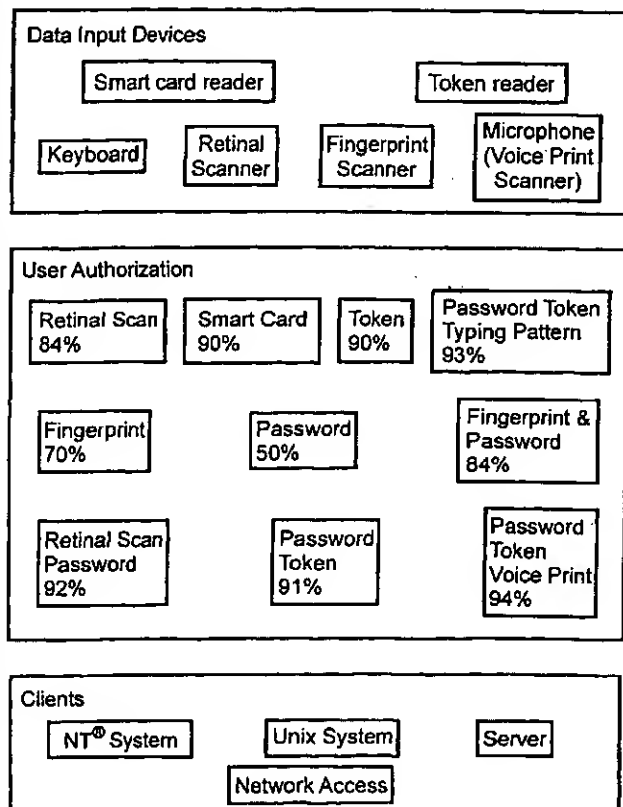 Data Input Devices
Smart card reader
Token reader
Keyboard
Retinal
Scanner
Fingerprint
Scanner
Microphone
(Voice Print
Scanner)
User Authorization
Retinal Scan
84%
Smart Card
90%
Token
90%
Password Token
Typing Pattern
93%
Fingerprint
70%
Password
50%
Fingerprint &
Password
84%
Retinal Scan
Password
92%
Password
Token
91%
Password
Token
Voice Print
94%
Clients
NT® System
Unix System
Server
Network Access